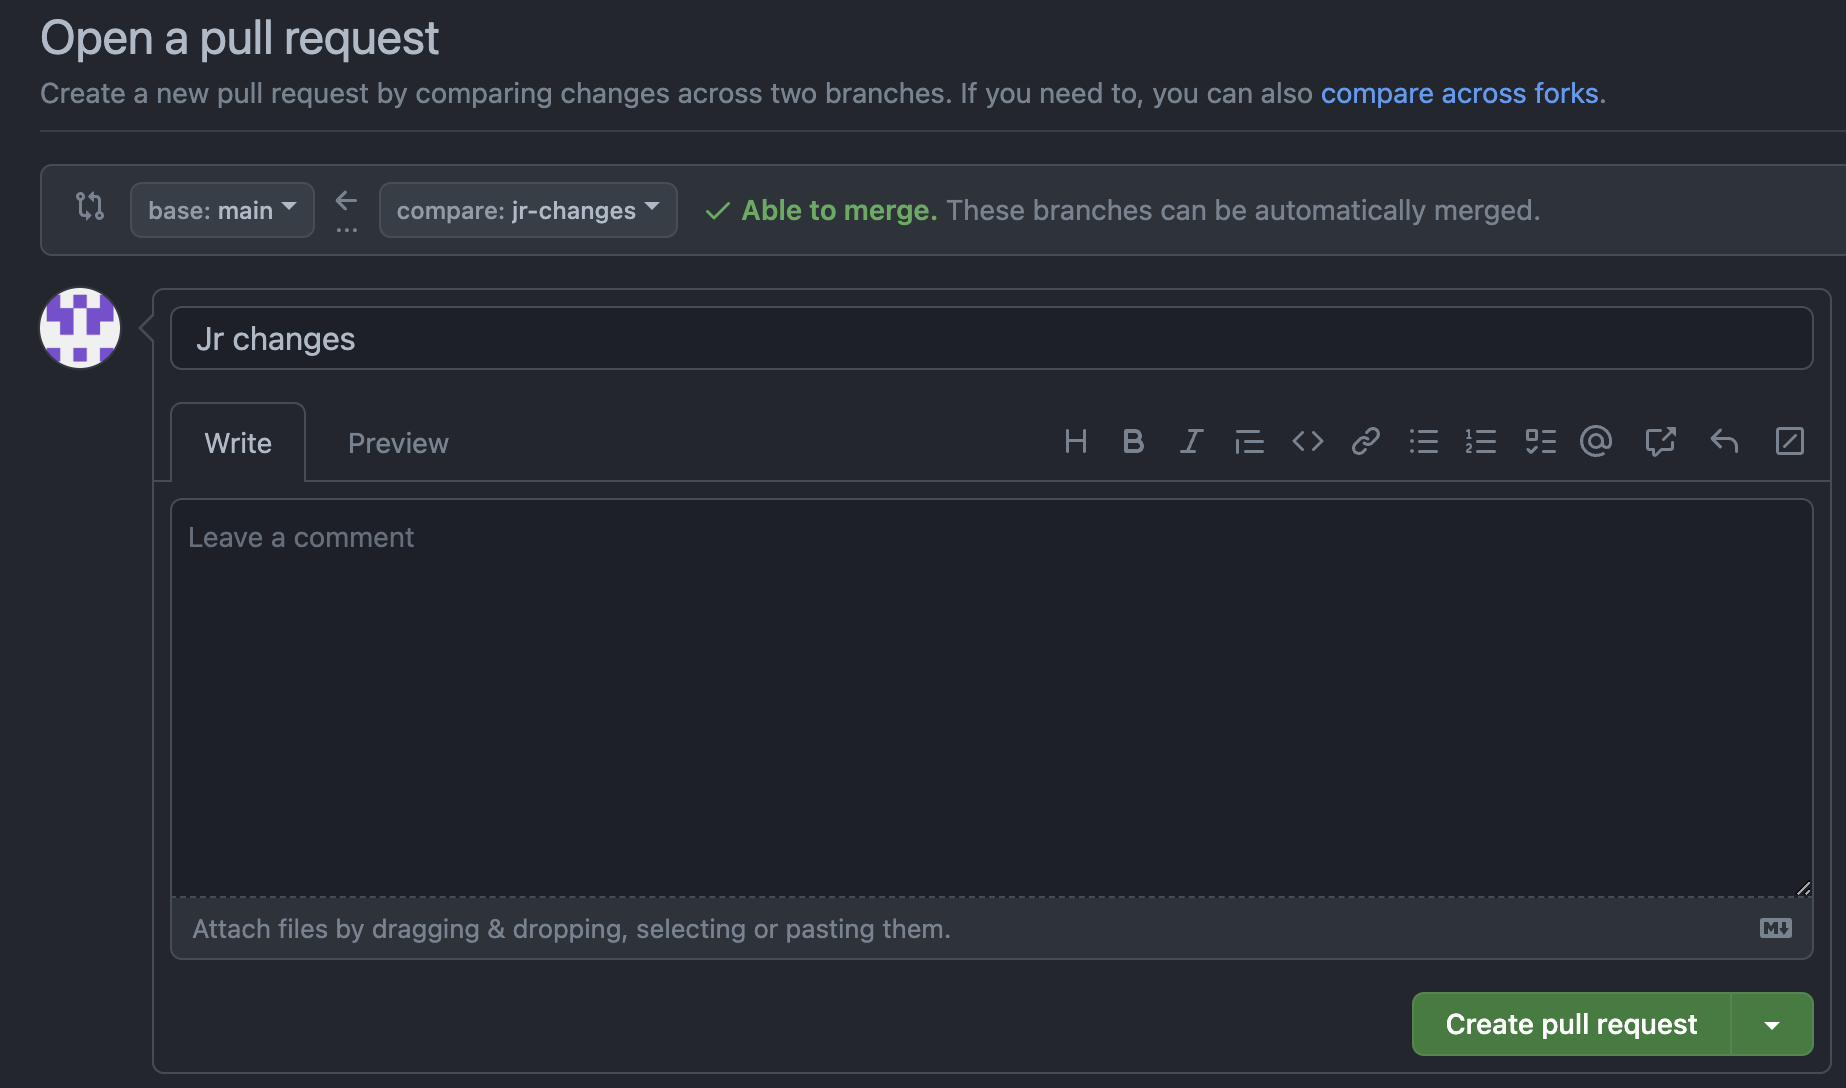 Open a pull request
Create a new pull request by comparing changes across two branches. If you need to, you can also compare across forks.
base: main ← ... compare: jr-changes ✓ Able to merge. These branches can be automatically merged.
Jr changes
Write Preview H B I <> @
Leave a comment
Attach files by dragging & dropping, selecting or pasting them. M↓
Create pull request